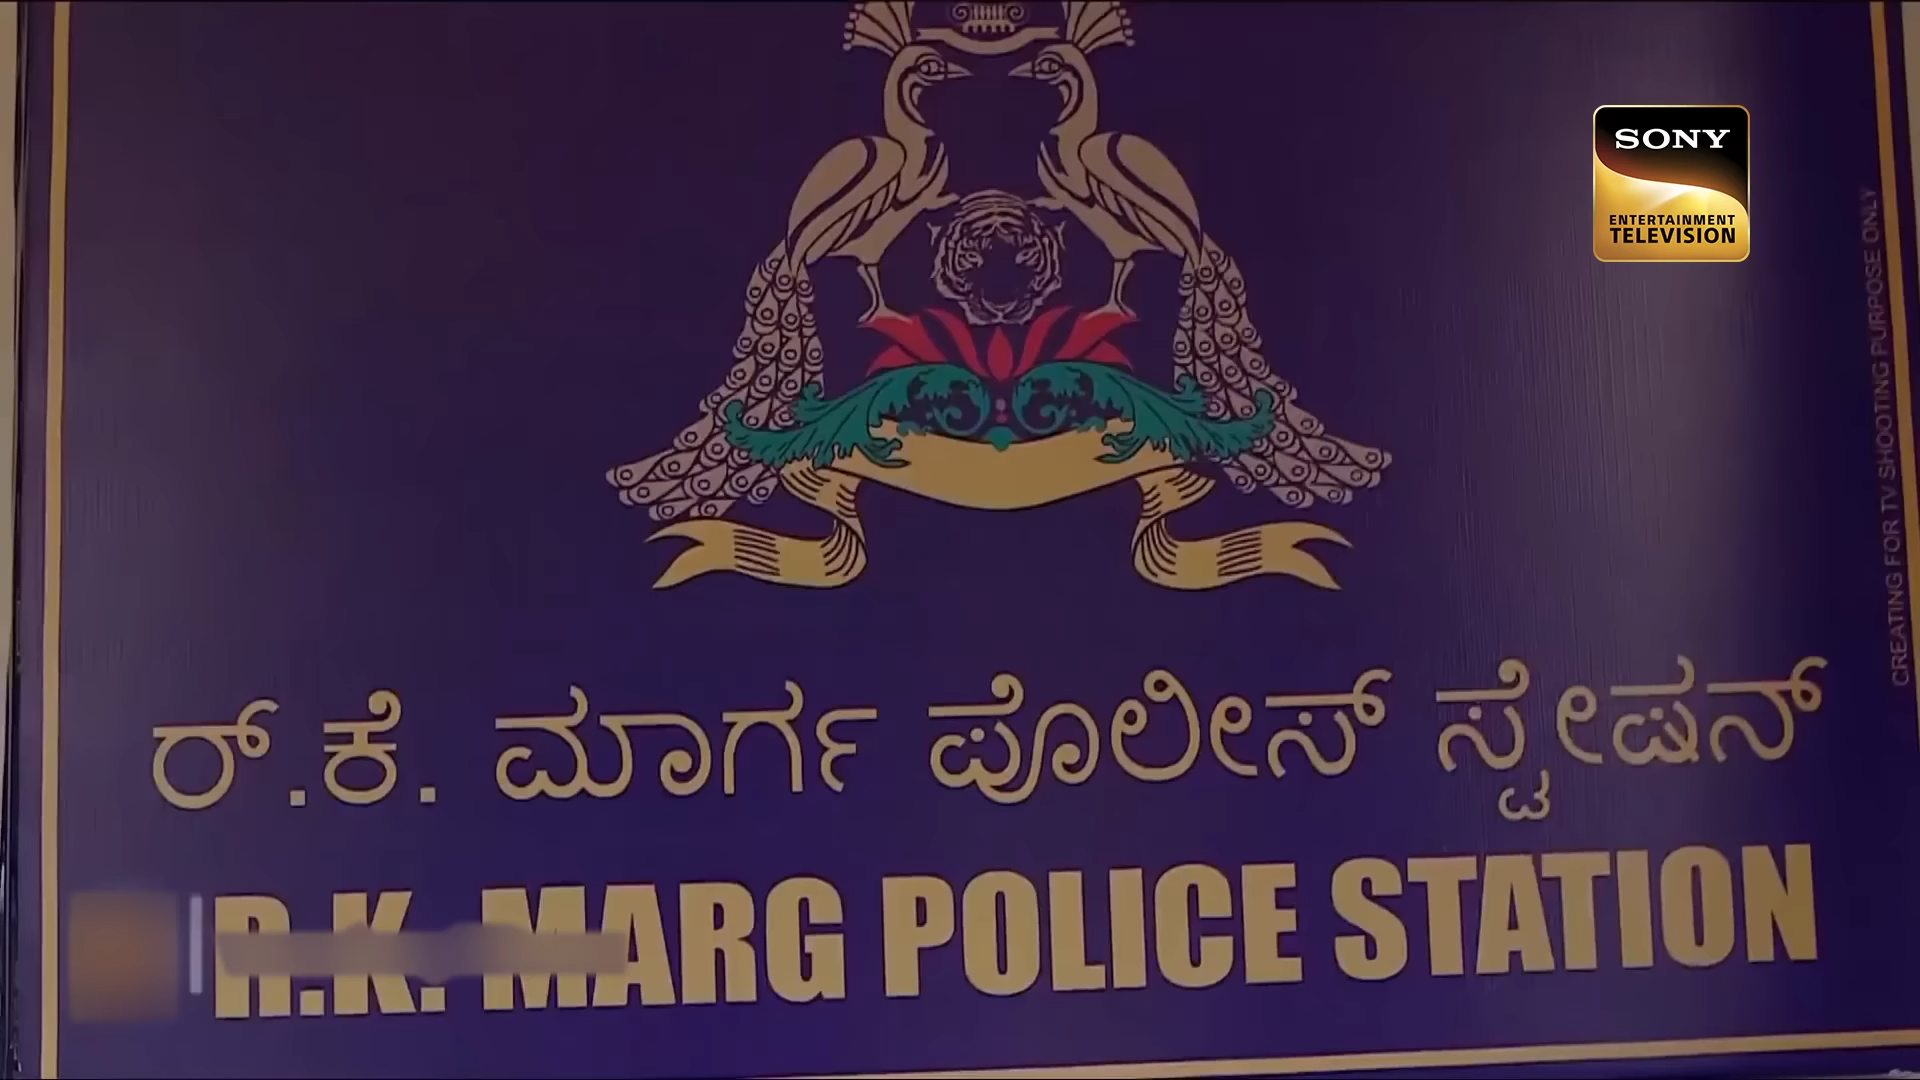 SONY
ENTERTAINMENT
TELEVISION
CREATING FOR TV SHOOTING PURPOSE ONLY
ರ್.ಕೆ. ಮಾರ್ಗ ಪೊಲೀಸ್ ಸ್ಟೇಷನ್
R.K. MARG POLICE STATION